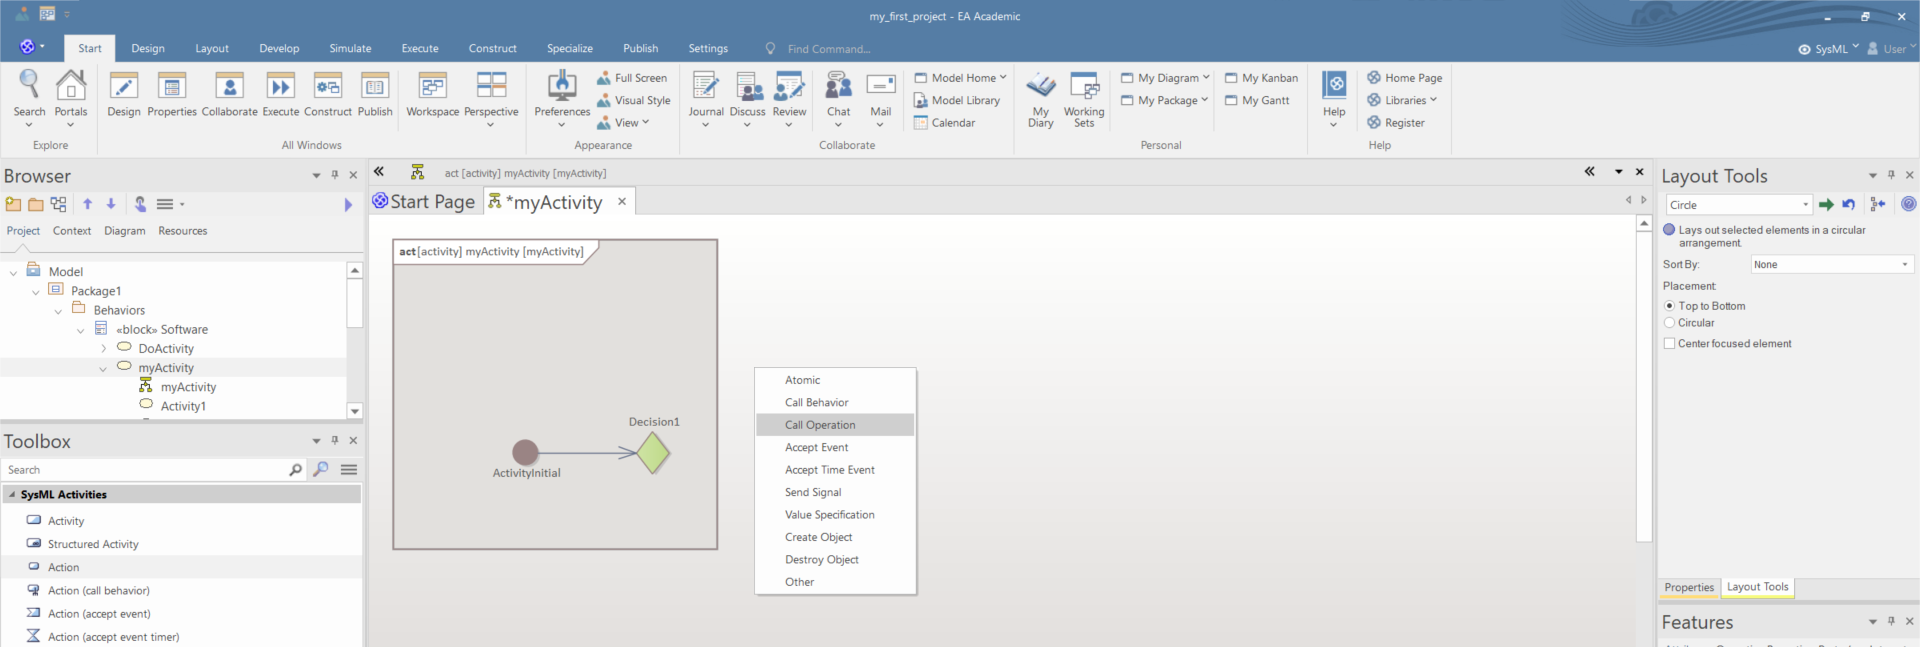 my_first_project - EA Academic
Start Design Layout Develop Simulate Execute Construct Specialize Publish Settings Find Command... SysML User
Search Portals Design Properties Collaborate Execute Construct Publish Workspace Perspective Preferences Full Screen Visual Style View Journal Discuss Review Chat Mail Model Home Model Library Calendar My Diary Working Sets My Diagram My Package My Kanban My Gantt Help Home Page Libraries Register
Explore All Windows Appearance Collaborate Personal Help
Browser
Project Context Diagram Resources
Model
Package1
Behaviors
«block» Software
DoActivity
myActivity
myActivity
Activity1
Toolbox
Search
SysML Activities
Activity
Structured Activity
Action
Action (call behavior)
Action (accept event)
Action (accept event timer)
act [activity] myActivity [myActivity]
Start Page *myActivity
act [activity] myActivity [myActivity]
Decision1
ActivityInitial
Atomic
Call Behavior
Call Operation
Accept Event
Accept Time Event
Send Signal
Value Specification
Create Object
Destroy Object
Other
Layout Tools
Circle
Lays out selected elements in a circular
arrangement.
Sort By: None
Placement
Top to Bottom
Circular
Center focused element
Properties Layout Tools
Features